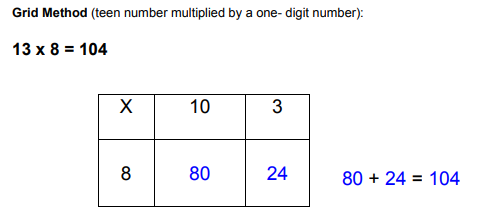 Grid Method (teen number multiplied by a one- digit number):
13 x 8 = 104
X 10 3
8 80 24
80 + 24 = 104